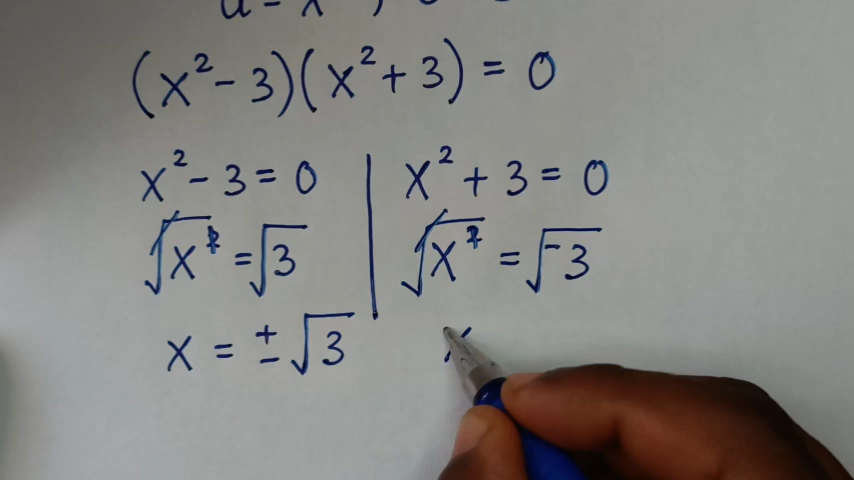 (x² - 3)(x² + 3) = 0
x² - 3 = 0 | x² + 3 = 0
√x² = √3 | √x² = √-3
x = ± √3 x